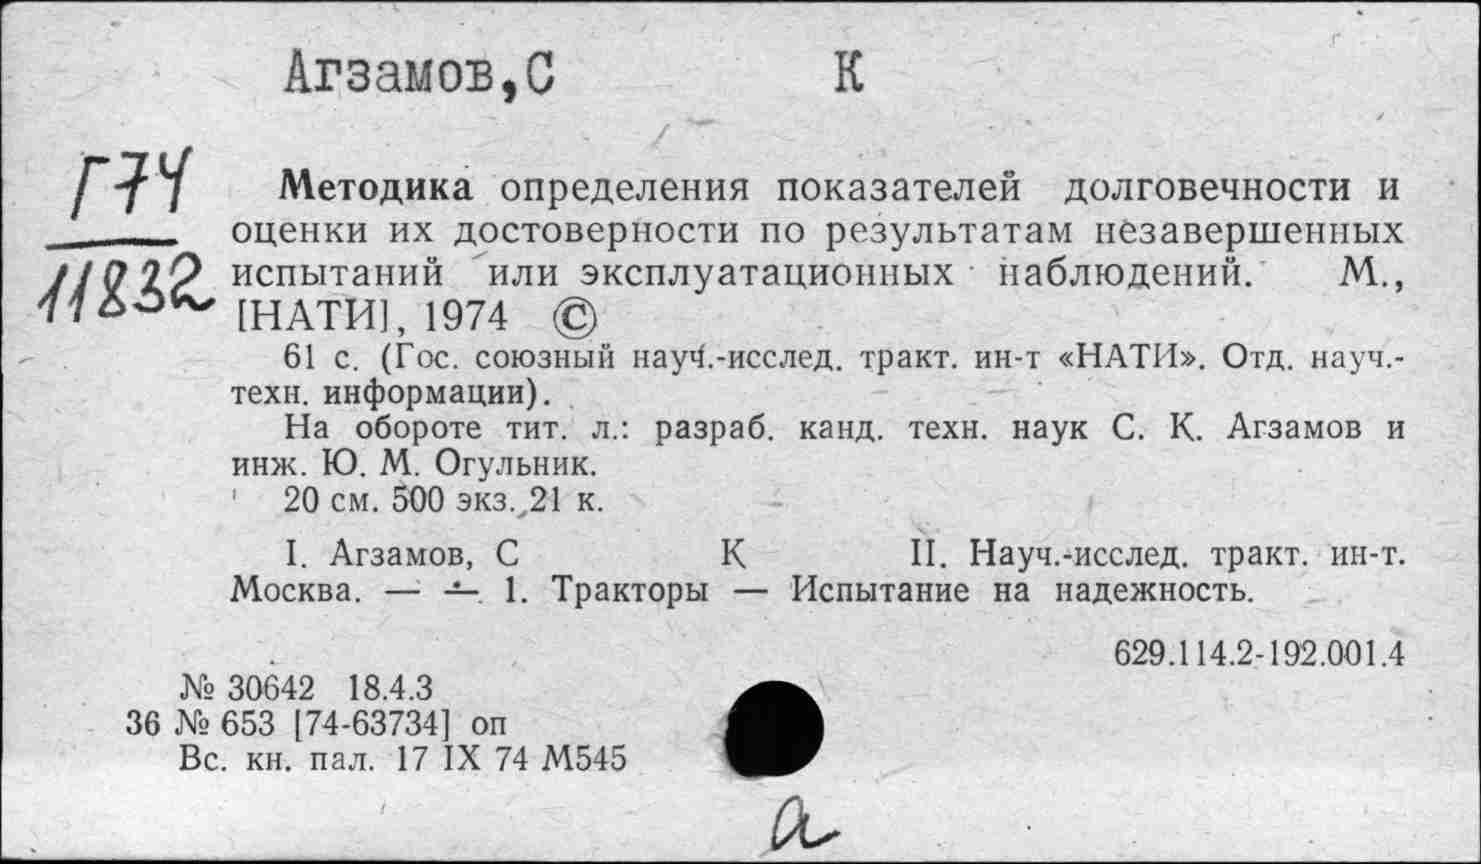 Агзамов,С К
Г74
11832
Методика определения показателей долговечности и
оценки их достоверности по результатам незавершенных
испытаний или эксплуатационных наблюдений. М.,
[НАТИ], 1974 ©
61 с. (Гос. союзный науч.-исслед. тракт. ин-т «НАТИ». Отд. науч.-
техн. информации).
На обороте тит. л.: разраб. канд. техн. наук С. К. Агзамов и
инж. Ю. М. Огульник.
20 см. 500 экз. 21 к.
I. Агзамов, С К II. Науч.-исслед. тракт. ин-т.
Москва. — —. 1. Тракторы — Испытание на надежность.
629.114.2-192.001.4
№ 30642 18.4.3
36 № 653 [74-63734] оп
Вс. кн. пал. 17 IX 74 М545
а